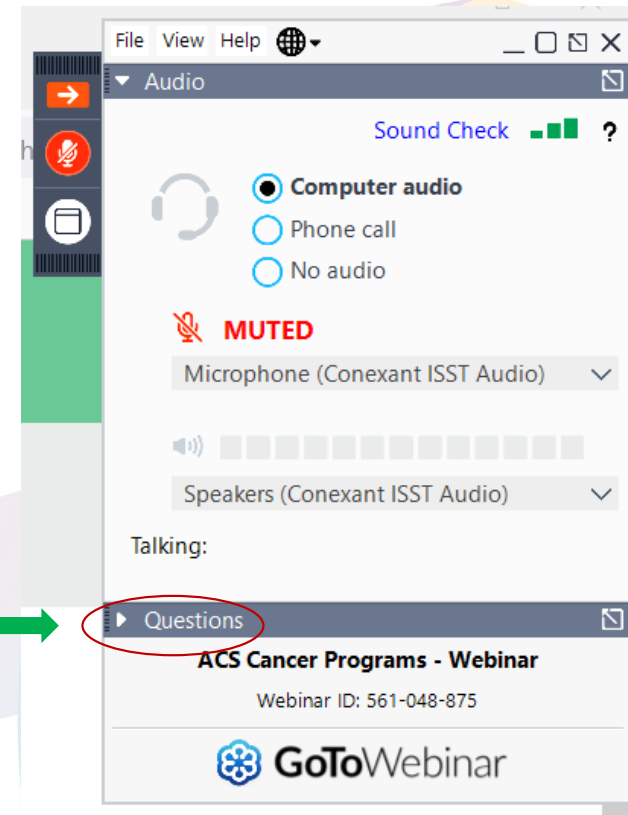 File View Help
Audio
Sound Check ?
Computer audio
Phone call
No audio
MUTED
Microphone (Conexant ISST Audio)
Speakers (Conexant ISST Audio)
Talking:
Questions
ACS Cancer Programs - Webinar
Webinar ID: 561-048-875
GoToWebinar